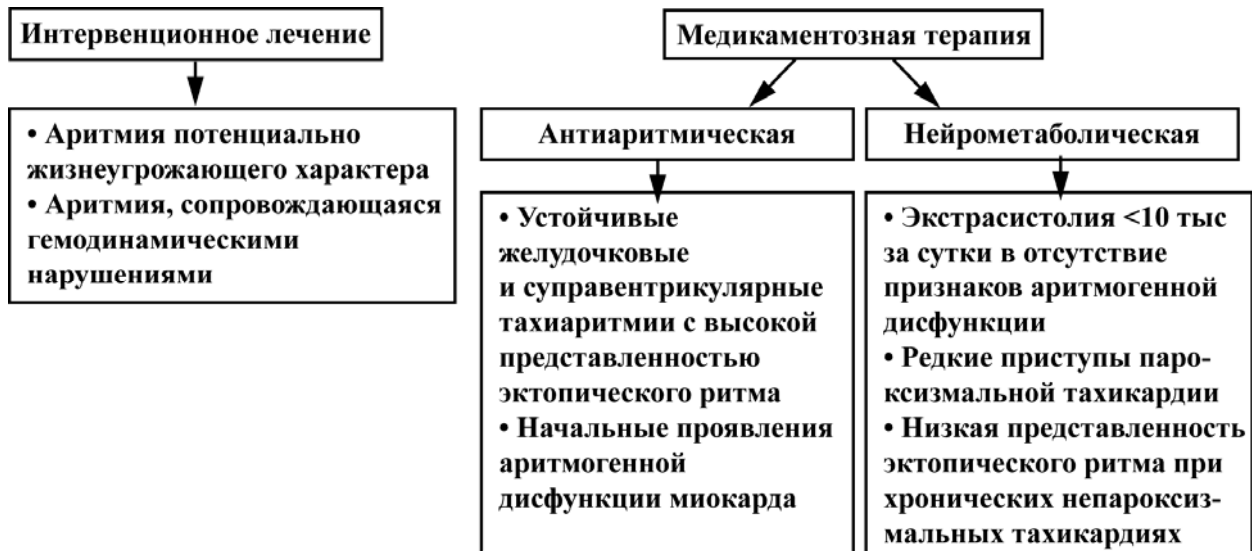 Интервенционное лечение
• Аритмия потенциально
жизнеугрожающего характера
• Аритмия, сопровождающаяся
гемодинамическими
нарушениями
Медикаментозная терапия
Антиаритмическая
• Устойчивые
желудочковые
и суправентрикулярные
тахиаритмии с высокой
представленностью
эктопического ритма
• Начальные проявления
аритмогенной
дисфункции миокарда
Нейрометаболическая
• Экстрасистолия <10 тыс
за сутки в отсутствие
признаков аритмогенной
дисфункции
• Редкие приступы паро-
ксизмальной тахикардии
• Низкая представленность
эктопического ритма при
хронических непароксиз-
мальных тахикардиях